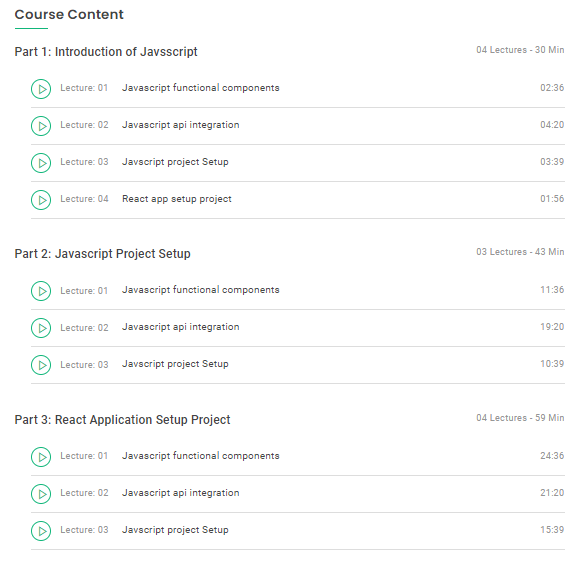 Course Content
Part 1: Introduction of Javsscript 04 Lectures - 30 Min
Lecture: 01 Javascript functional components 02:36
Lecture: 02 Javascript api integration 04:20
Lecture: 03 Javscript project Setup 03:39
Lecture: 04 React app setup project 01:56
Part 2: Javascript Project Setup 03 Lectures - 43 Min
Lecture: 01 Javascript functional components 11:36
Lecture: 02 Javascript api integration 19:20
Lecture: 03 Javscript project Setup 10:39
Part 3: React Application Setup Project 04 Lectures - 59 Min
Lecture: 01 Javascript functional components 24:36
Lecture: 02 Javascript api integration 21:20
Lecture: 03 Javscript project Setup 15:39